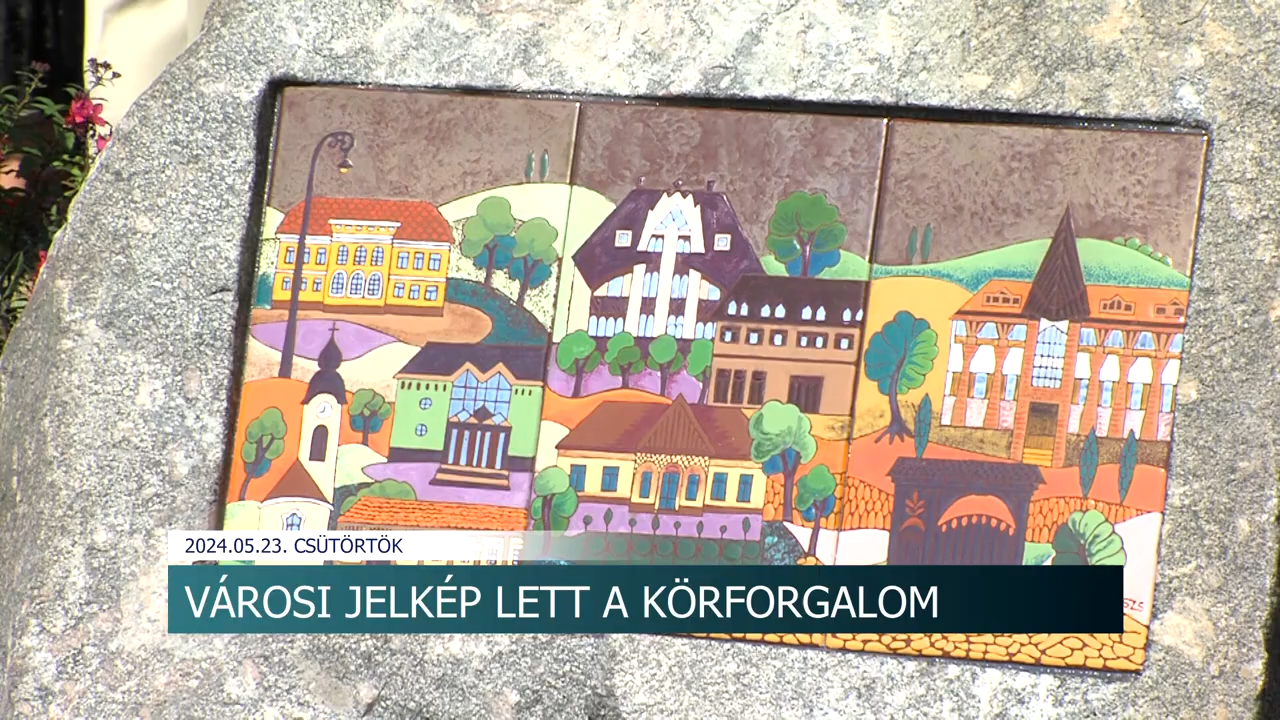 2024.05.23. CSÜTÖRTÖK
VÁROSI JELKÉP LETT A KÖRFORGALOM